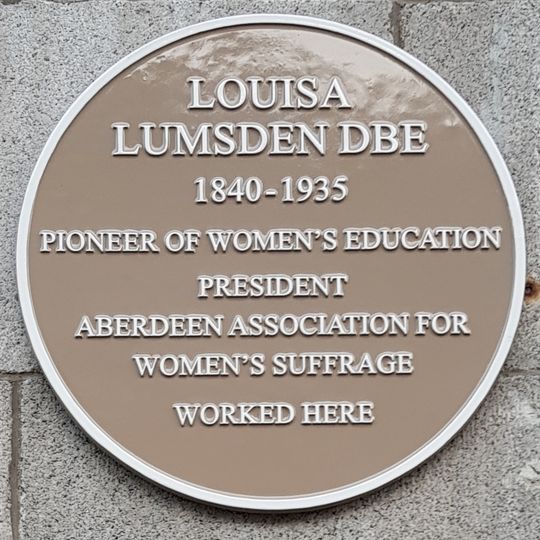 LOUISA
LUMSDEN DBE
1840-1935
PIONEER OF WOMEN'S EDUCATION
PRESIDENT
ABERDEEN ASSOCIATION FOR
WOMEN'S SUFFRAGE
WORKED HERE